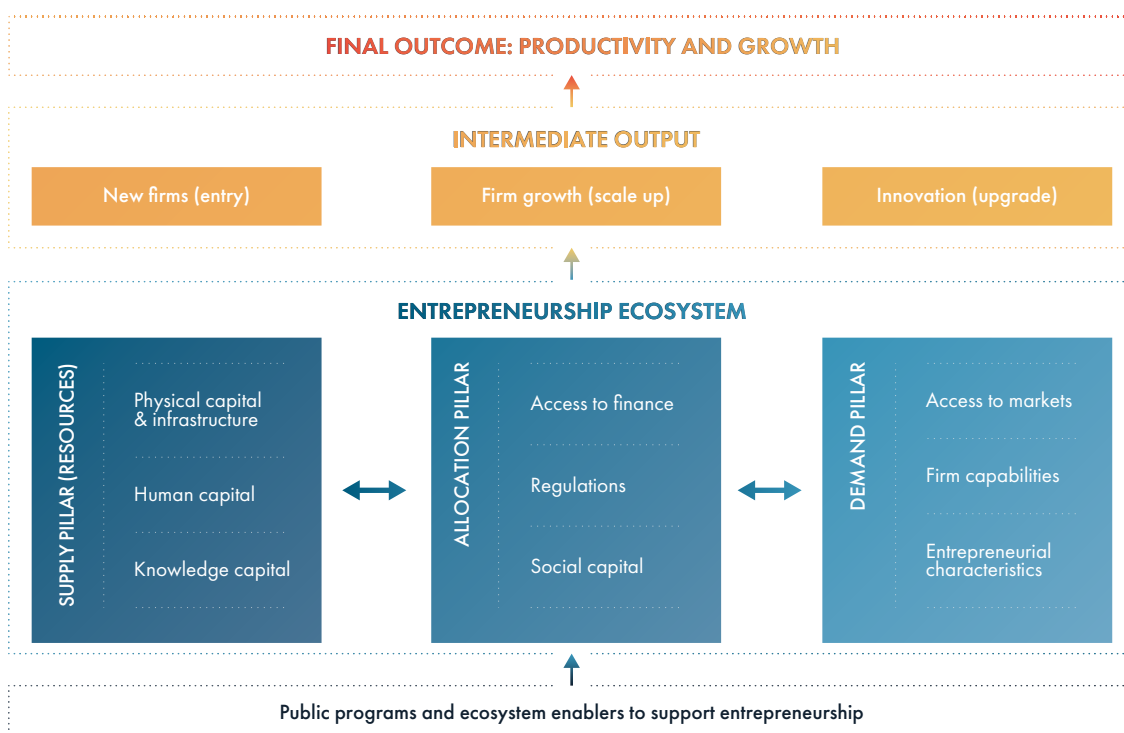 FINAL OUTCOME: PRODUCTIVITY AND GROWTH
INTERMEDIATE OUTPUT
New firms (entry)
Firm growth (scale up)
Innovation (upgrade)
ENTREPRENEURSHIP ECOSYSTEM
SUPPLY PILLAR (RESOURCES)
Physical capital
& infrastructure
Human capital
Knowledge capital
ALLOCATION PILLAR
Access to finance
Regulations
Social capital
DEMAND PILLAR
Access to markets
Firm capabilities
Entrepreneurial
characteristics
Public programs and ecosystem enablers to support entrepreneurship